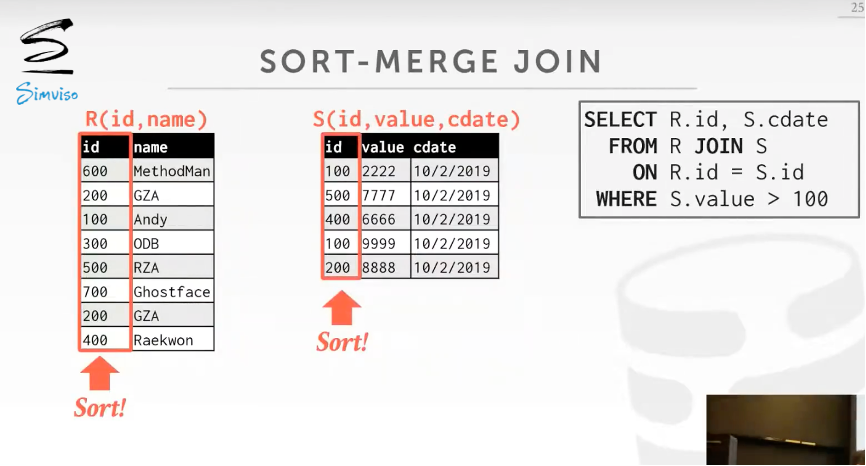 25
Simviso
SORT-MERGE JOIN
R(id,name)
id name
600 MethodMan
200 GZA
100 Andy
300 ODB
500 RZA
700 Ghostface
200 GZA
400 Raekwon
Sort!
S(id,value,cdate)
id value cdate
100 2222 10/2/2019
500 7777 10/2/2019
400 6666 10/2/2019
100 9999 10/2/2019
200 8888 10/2/2019
Sort!
SELECT R.id, S.cdate
FROM R JOIN S
ON R.id = S.id
WHERE S.value > 100